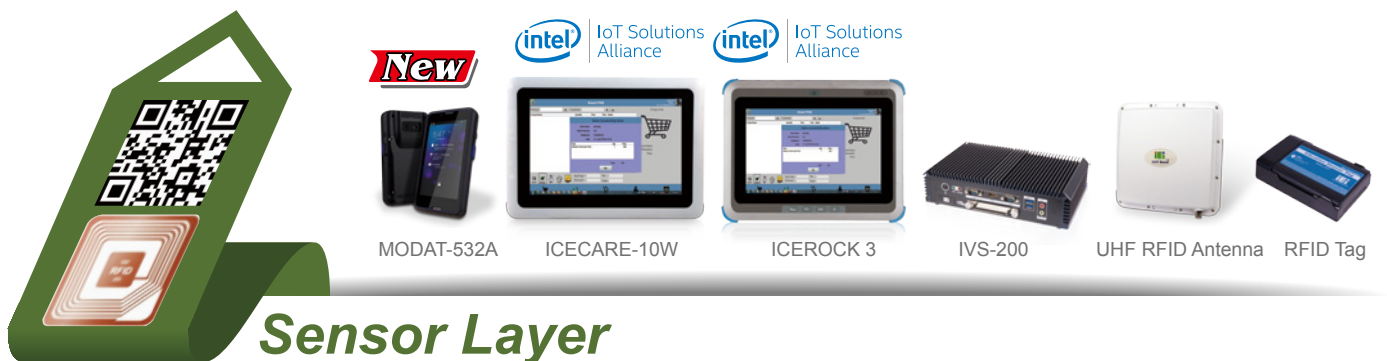 intel
IoT Solutions
Alliance
intel
IoT Solutions
Alliance
New
MODAT-532A
ICECARE-10W
ICEROCK 3
IVS-200
UHF RFID Antenna
RFID Tag
RFID
Sensor Layer